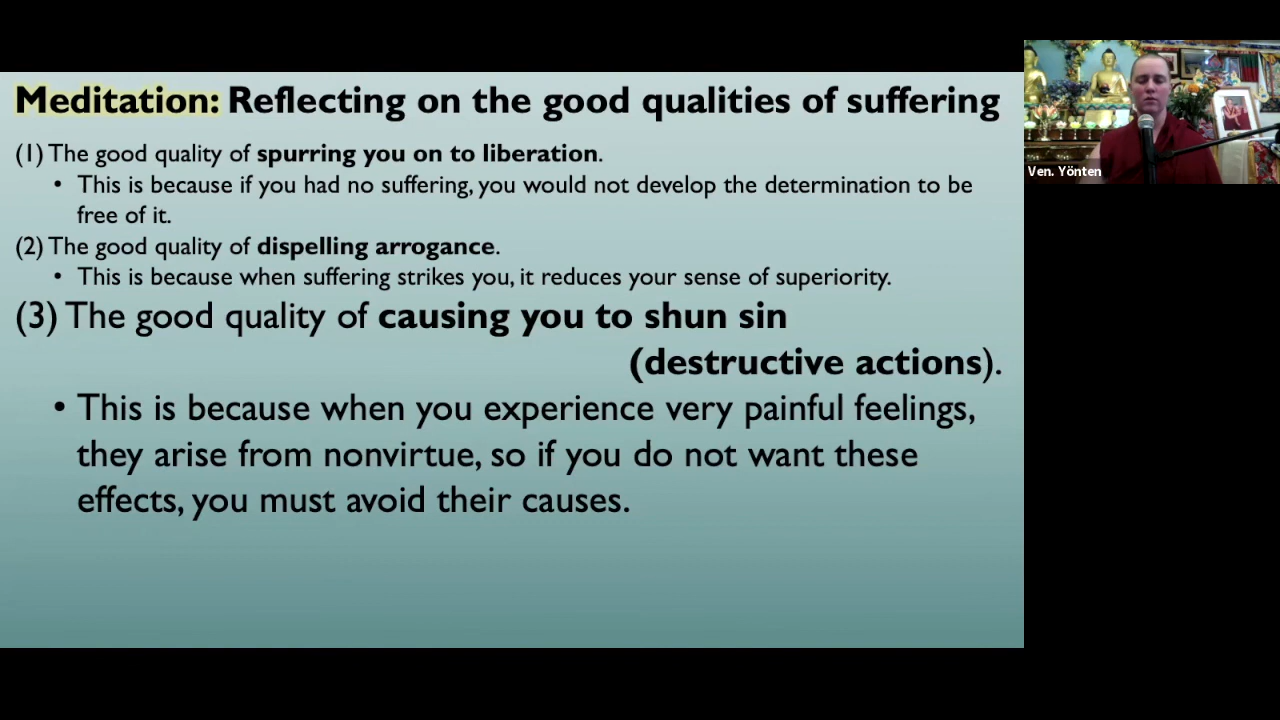 Meditation: Reflecting on the good qualities of suffering
(1) The good quality of spurring you on to liberation.
• This is because if you had no suffering, you would not develop the determination to be
free of it.
(2) The good quality of dispelling arrogance.
• This is because when suffering strikes you, it reduces your sense of superiority.
(3) The good quality of causing you to shun sin
(destructive actions).
• This is because when you experience very painful feelings,
they arise from nonvirtue, so if you do not want these
effects, you must avoid their causes.
Ven. Yönten